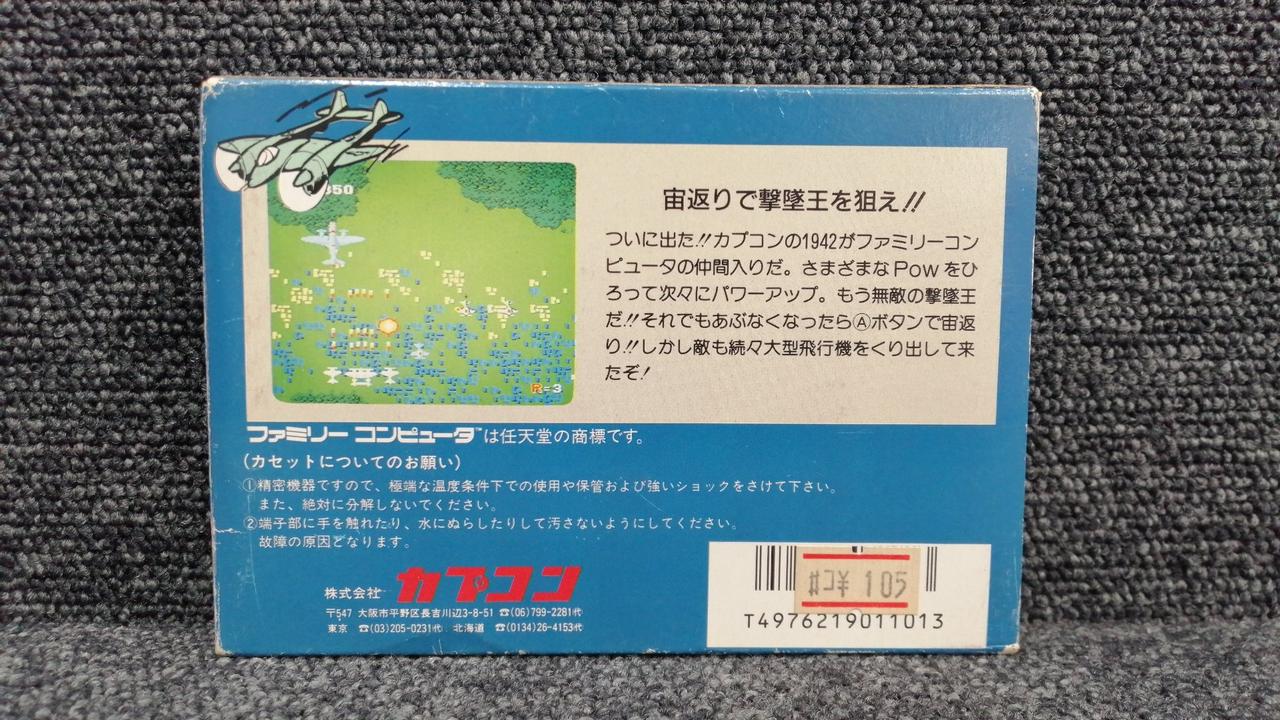 850
R=3
宙返りで撃墜王を狙え!!
ついに出た!!カプコンの1942がファミリーコン
ピュータの仲間入りだ。さまざまなPowをひ
ろって次々にパワーアップ。もう無敵の撃墜王
だ!!それでもあぶなくなったらⒶボタンで宙返
り!!しかし敵も続々大型飛行機をくり出して来
たぞ!
ファミリー コンピュータ™は任天堂の商標です。
(カセットについてのお願い)
①精密機器ですので、極端な温度条件下での使用や保管および強いショックをさけて下さい。
また、絶対に分解しないでください。
②端子部に手を触れたり、水にぬらしたりして汚さないようにしてください。
故障の原因となります。
株式会社 カプコン
〒547 大阪市平野区長吉川辺3-8-51 ☎(06)799-2281代
東京 ☎(03)205-0231代 北海道 ☎(0134)26-4153代
¥ 105
T4976219011013